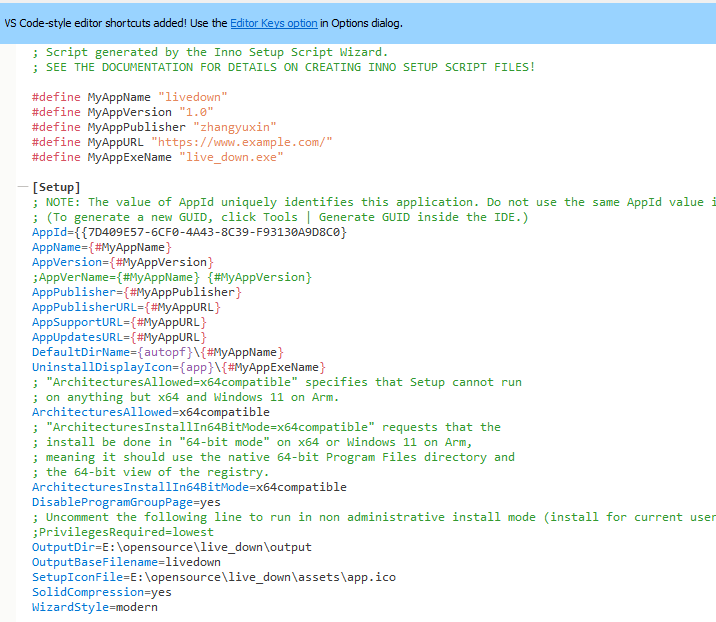 VS Code-style editor shortcuts added! Use the Editor Keys option in Options dialog.
; Script generated by the Inno Setup Script Wizard.
; SEE THE DOCUMENTATION FOR DETAILS ON CREATING INNO SETUP SCRIPT FILES!
#define MyAppName "livedown"
#define MyAppVersion "1.0"
#define MyAppPublisher "zhangyuxin"
#define MyAppURL "https://www.example.com/"
#define MyAppExeName "live_down.exe"
[Setup]
; NOTE: The value of AppId uniquely identifies this application. Do not use the same AppId value i
; (To generate a new GUID, click Tools | Generate GUID inside the IDE.)
AppId={{7D409E57-6CF0-4A43-8C39-F93130A9D8C0}
AppName={#MyAppName}
AppVersion={#MyAppVersion}
;AppVerName={#MyAppName} {#MyAppVersion}
AppPublisher={#MyAppPublisher}
AppPublisherURL={#MyAppURL}
AppSupportURL={#MyAppURL}
AppUpdatesURL={#MyAppURL}
DefaultDirName={autopf}\{#MyAppName}
UninstallDisplayIcon={app}\{#MyAppExeName}
; "ArchitecturesAllowed=x64compatible" specifies that Setup cannot run
; on anything but x64 and Windows 11 on Arm.
ArchitecturesAllowed=x64compatible
; "ArchitecturesInstallIn64BitMode=x64compatible" requests that the
; install be done in "64-bit mode" on x64 or Windows 11 on Arm,
; meaning it should use the native 64-bit Program Files directory and
; the 64-bit view of the registry.
ArchitecturesInstallIn64BitMode=x64compatible
DisableProgramGroupPage=yes
; Uncomment the following line to run in non administrative install mode (install for current user
;PrivilegesRequired=lowest
OutputDir=E:\opensource\live_down\output
OutputBaseFilename=livedown
SetupIconFile=E:\opensource\live_down\assets\app.ico
SolidCompression=yes
WizardStyle=modern